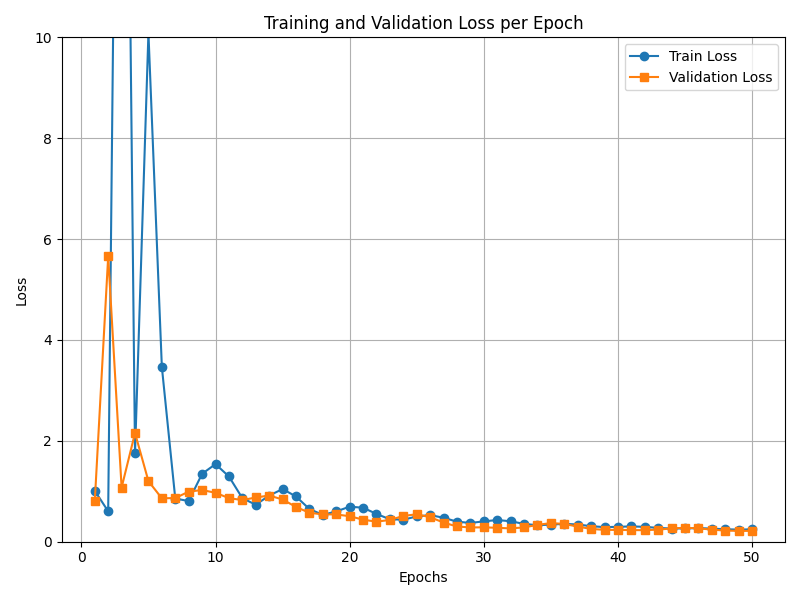 Training and Validation Loss per Epoch
Train Loss
Validation Loss
Loss
10
8
6
4
2
0
0 10 20 30 40 50
Epochs